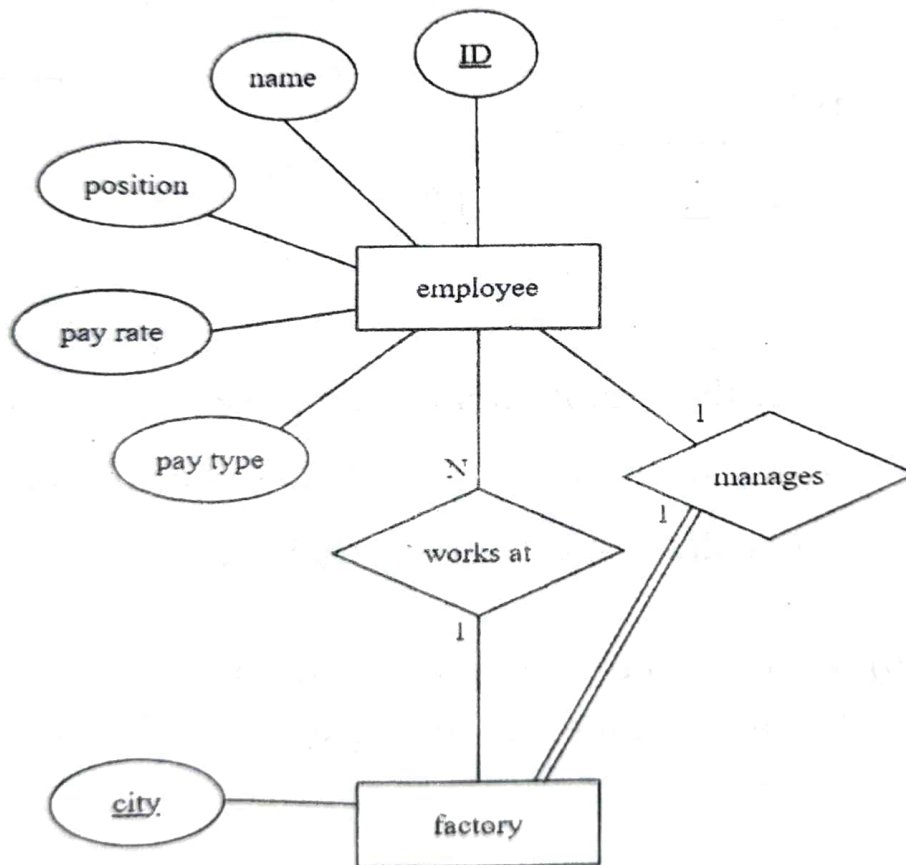 ID
name
position
employee
pay rate
1
pay type
N
manages
1
works at
1
city
factory